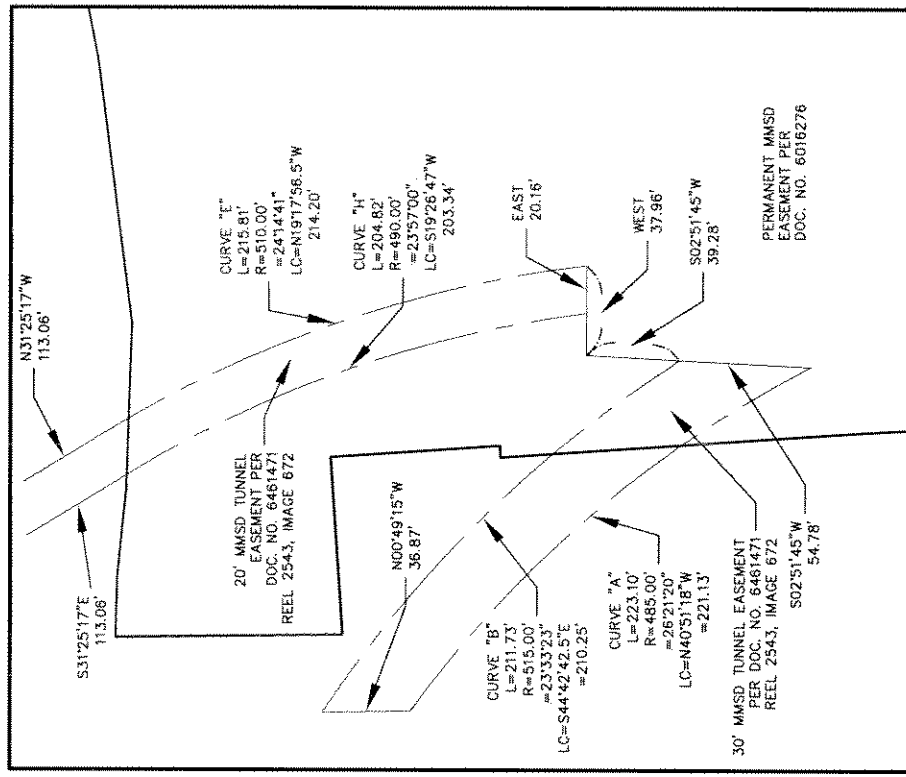 N31°25'17"W
113.06'
S31°25'17"E
113.06'
CURVE "E"
L=215.81'
R=510.00'
=24°14'41"
LC=N19°17'56.5"W
214.20'
CURVE "H"
L=204.82'
R=490.00'
=23°57'00"
LC=S19°26'47"W
203.34'
20' MMSD TUNNEL
EASEMENT PER
DOC. NO. 6461471
REEL 2543, IMAGE 672
EAST
20.16'
WEST
37.96'
S02°51'45"W
39.28'
PERMANENT MMSD
EASEMENT PER
DOC. NO. 6016276
N00°49'15"W
36.87'
CURVE "B"
L=211.73'
R=515.00'
=23°33'23"
LC=S44°42'42.5"E
=210.25'
CURVE "A"
L=223.10'
R=485.00'
=26°21'20"
LC=N40°51'18"W
=221.13'
30' MMSD TUNNEL EASEMENT
PER DOC. NO. 6461471
REEL 2543, IMAGE 672
S02°51'45"W
54.78'